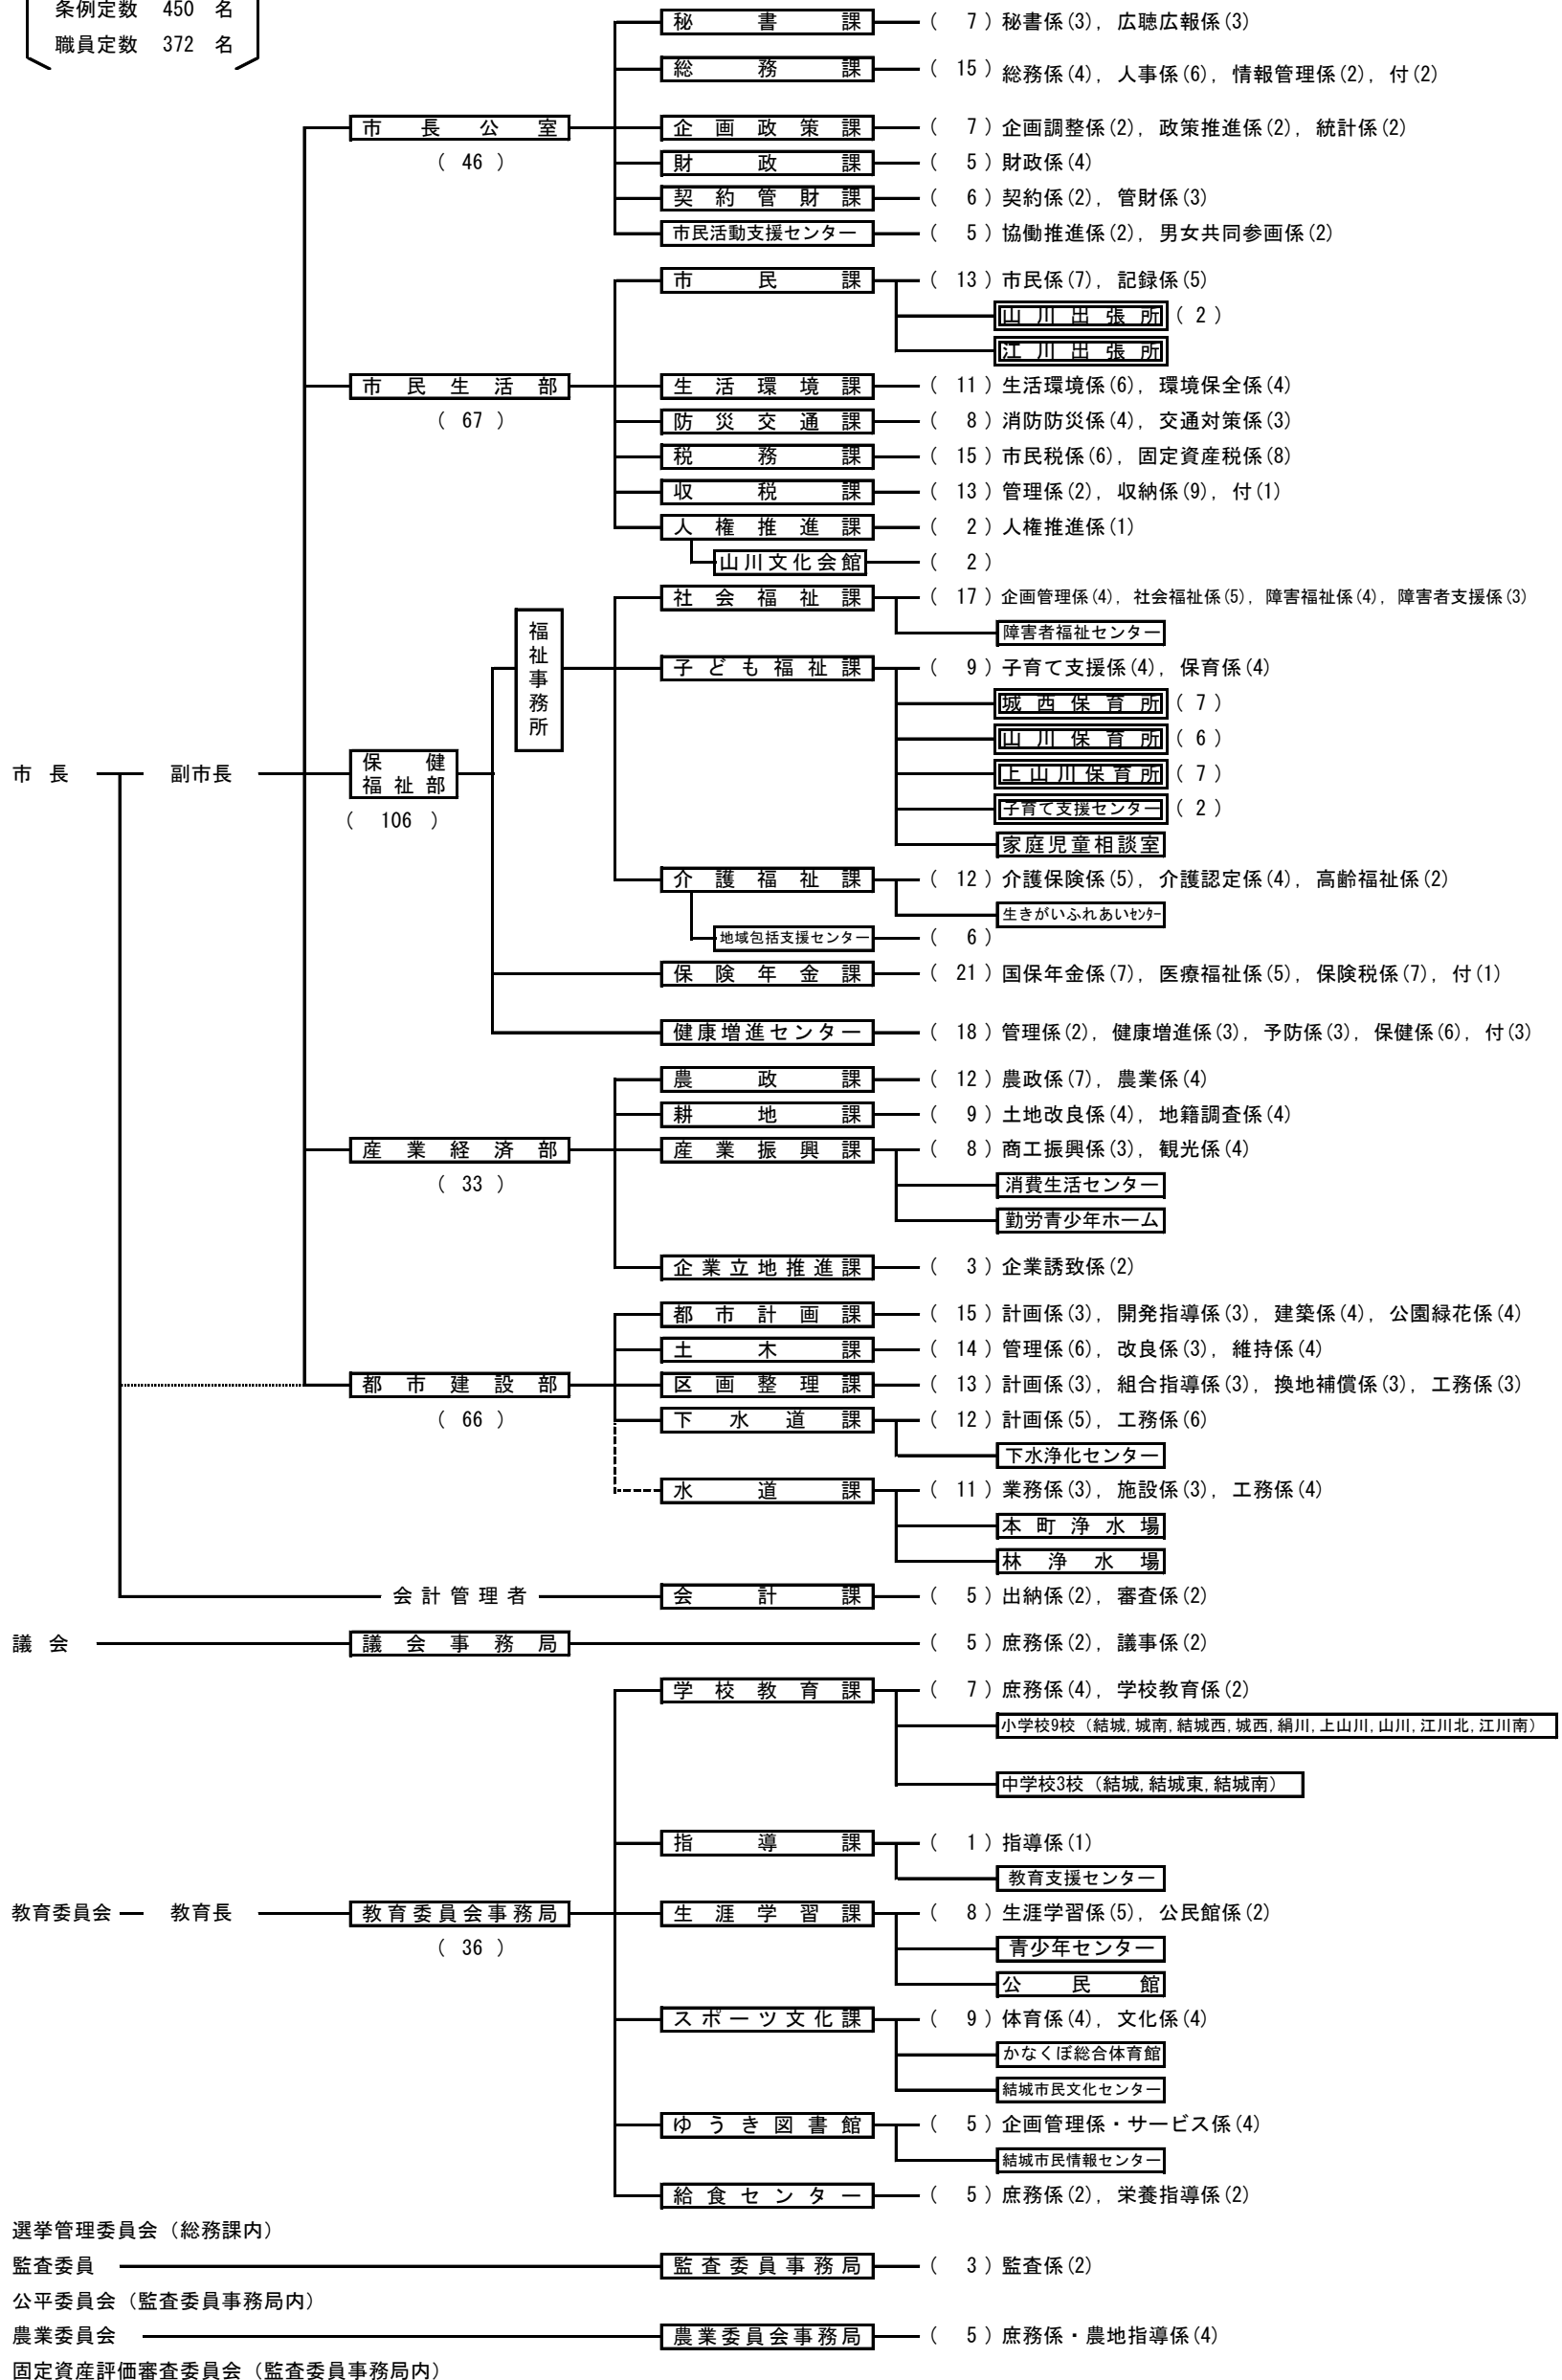 条例定数 450 名
職員定数 372 名
秘書課 ( 7 ) 秘書係(3), 広聴広報係(3)
総務課 ( 15 ) 総務係(4), 人事係(6), 情報管理係(2), 付(2)
市長公室 企画政策課 ( 7 ) 企画調整係(2), 政策推進係(2), 統計係(2)
( 46 ) 財政課 ( 5 ) 財政係(4)
契約管財課 ( 6 ) 契約係(2), 管財係(3)
市民活動支援センター ( 5 ) 協働推進係(2), 男女共同参画係(2)
市民課 ( 13 ) 市民係(7), 記録係(5)
山川出張所 ( 2 )
江川出張所
市民生活部 生活環境課 ( 11 ) 生活環境係(6), 環境保全係(4)
( 67 ) 防災交通課 ( 8 ) 消防防災係(4), 交通対策係(3)
税務課 ( 15 ) 市民税係(6), 固定資産税係(8)
収税課 ( 13 ) 管理係(2), 収納係(9), 付(1)
人権推進課 ( 2 ) 人権推進係(1)
山川文化会館 ( 2 )
社会福祉課 ( 17 ) 企画管理係(4), 社会福祉係(5), 障害福祉係(4), 障害者支援係(3)
障害者福祉センター
福祉事務所 子ども福祉課 ( 9 ) 子育て支援係(4), 保育係(4)
城西保育所 ( 7 )
山川保育所 ( 6 )
市長 副市長 保健福祉部 上山川保育所 ( 7 )
( 106 ) 子育て支援センター ( 2 )
家庭児童相談室
介護福祉課 ( 12 ) 介護保険係(5), 介護認定係(4), 高齢福祉係(2)
生きがいふれあいセンター
地域包括支援センター ( 6 )
保険年金課 ( 21 ) 国保年金係(7), 医療福祉係(5), 保険税係(7), 付(1)
健康増進センター ( 18 ) 管理係(2), 健康増進係(3), 予防係(3), 保健係(6), 付(3)
農政課 ( 12 ) 農政係(7), 農業係(4)
耕地課 ( 9 ) 土地改良係(4), 地籍調査係(4)
産業経済部 産業振興課 ( 8 ) 商工振興係(3), 観光係(4)
( 33 ) 消費生活センター
勤労青少年ホーム
企業立地推進課 ( 3 ) 企業誘致係(2)
都市計画課 ( 15 ) 計画係(3), 開発指導係(3), 建築係(4), 公園緑花係(4)
土木課 ( 14 ) 管理係(6), 改良係(3), 維持係(4)
都市建設部 区画整理課 ( 13 ) 計画係(3), 組合指導係(3), 換地補償係(3), 工務係(3)
( 66 ) 下水道課 ( 12 ) 計画係(5), 工務係(6)
下水浄化センター
水道課 ( 11 ) 業務係(3), 施設係(3), 工務係(4)
本町浄水場
林浄水場
会計管理者 会計課 ( 5 ) 出納係(2), 審査係(2)
議会 議会事務局 ( 5 ) 庶務係(2), 議事係(2)
学校教育課 ( 7 ) 庶務係(4), 学校教育係(2)
小学校9校（結城, 城南, 結城西, 城西, 絹川, 上山川, 山川, 江川北, 江川南）
中学校3校（結城, 結城東, 結城南）
指導課 ( 1 ) 指導係(1)
教育支援センター
教育委員会 教育長 教育委員会事務局 生涯学習課 ( 8 ) 生涯学習係(5), 公民館係(2)
( 36 ) 青少年センター
公民館
スポーツ文化課 ( 9 ) 体育係(4), 文化係(4)
かなくぼ総合体育館
結城市民文化センター
ゆうき図書館 ( 5 ) 企画管理係・サービス係(4)
結城市民情報センター
給食センター ( 5 ) 庶務係(2), 栄養指導係(2)
選挙管理委員会（総務課内）
監査委員 監査委員事務局 ( 3 ) 監査係(2)
公平委員会（監査委員事務局内）
農業委員会 農業委員会事務局 ( 5 ) 庶務係・農地指導係(4)
固定資産評価審査委員会（監査委員事務局内）